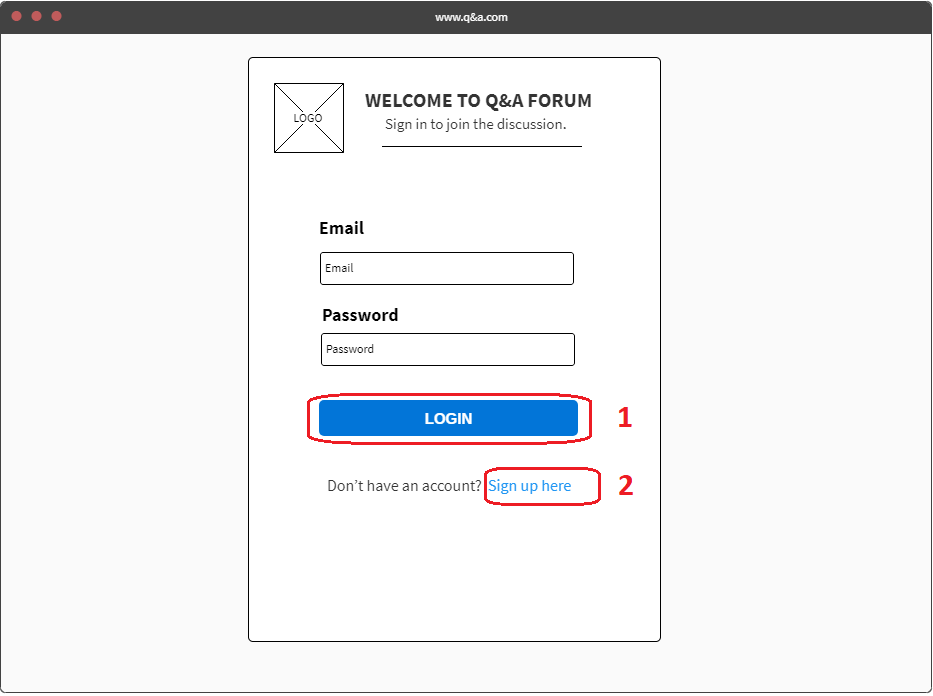 www.q&a.com
LOGO
WELCOME TO Q&A FORUM
Sign in to join the discussion.
Email
Email
Password
Password
LOGIN
1
Don’t have an account? Sign up here
2